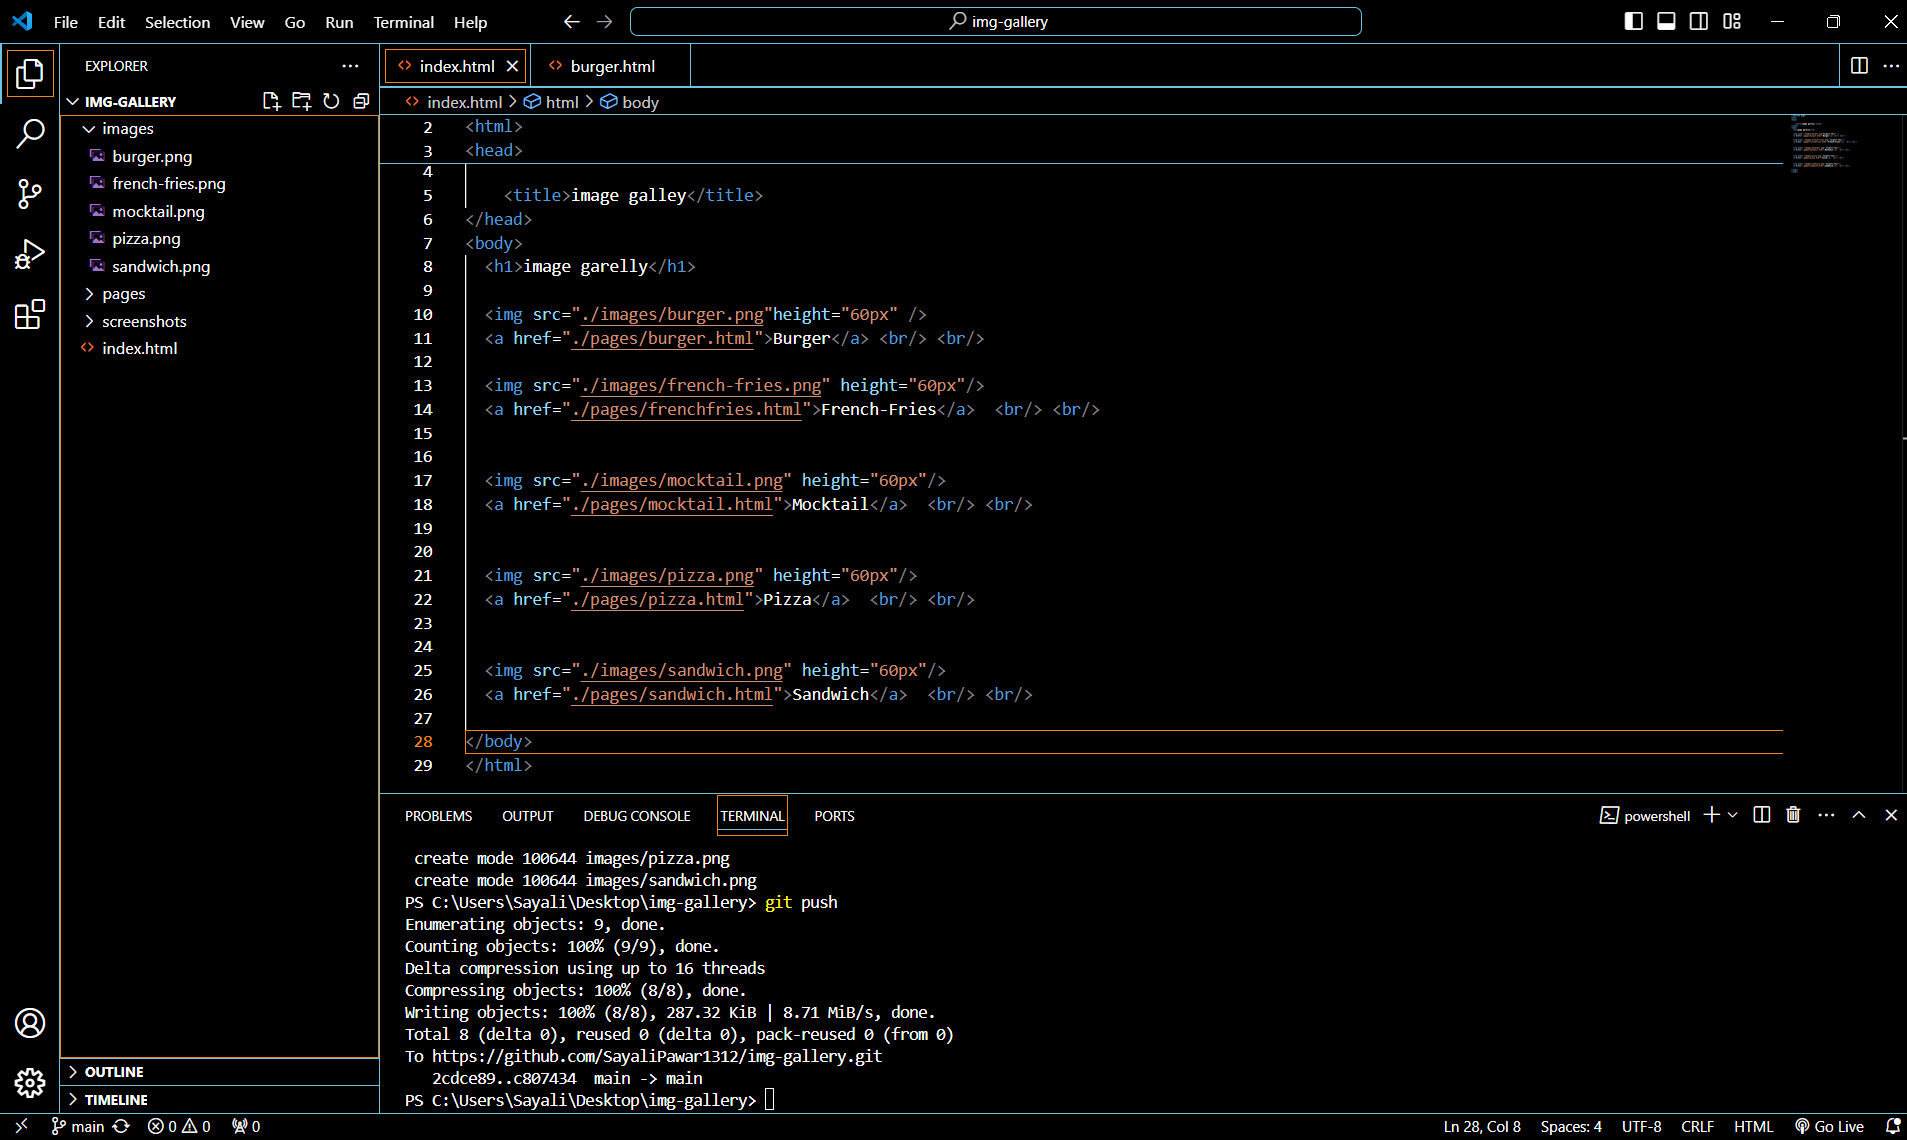 File Edit Selection View Go Run Terminal Help img-gallery
EXPLORER
IMG-GALLERY
images
burger.png
french-fries.png
mocktail.png
pizza.png
sandwich.png
pages
screenshots
index.html
OUTLINE
TIMELINE
index.html burger.html
index.html > html > body
2 <html>
3 <head>
4
5 <title>image galley</title>
6 </head>
7 <body>
8 <h1>image garelly</h1>
9
10 <img src="./images/burger.png"height="60px" />
11 <a href="./pages/burger.html">Burger</a> <br/> <br/>
12
13 <img src="./images/french-fries.png" height="60px"/>
14 <a href="./pages/frenchfries.html">French-Fries</a>  <br/> <br/>
15
16
17 <img src="./images/mocktail.png" height="60px"/>
18 <a href="./pages/mocktail.html">Mocktail</a>  <br/> <br/>
19
20
21 <img src="./images/pizza.png" height="60px"/>
22 <a href="./pages/pizza.html">Pizza</a>  <br/> <br/>
23
24
25 <img src="./images/sandwich.png" height="60px"/>
26 <a href="./pages/sandwich.html">Sandwich</a>  <br/> <br/>
27
28 </body>
29 </html>
PROBLEMS OUTPUT DEBUG CONSOLE TERMINAL PORTS powershell
create mode 100644 images/pizza.png
create mode 100644 images/sandwich.png
PS C:\Users\Sayali\Desktop\img-gallery> git push
Enumerating objects: 9, done.
Counting objects: 100% (9/9), done.
Delta compression using up to 16 threads
Compressing objects: 100% (8/8), done.
Writing objects: 100% (8/8), 287.32 KiB | 8.71 MiB/s, done.
Total 8 (delta 0), reused 0 (delta 0), pack-reused 0 (from 0)
To https://github.com/SayaliPawar1312/img-gallery.git
2cdce89..c807434  main -> main
PS C:\Users\Sayali\Desktop\img-gallery>
main 0 0 0 Ln 28, Col 8 Spaces: 4 UTF-8 CRLF HTML Go Live